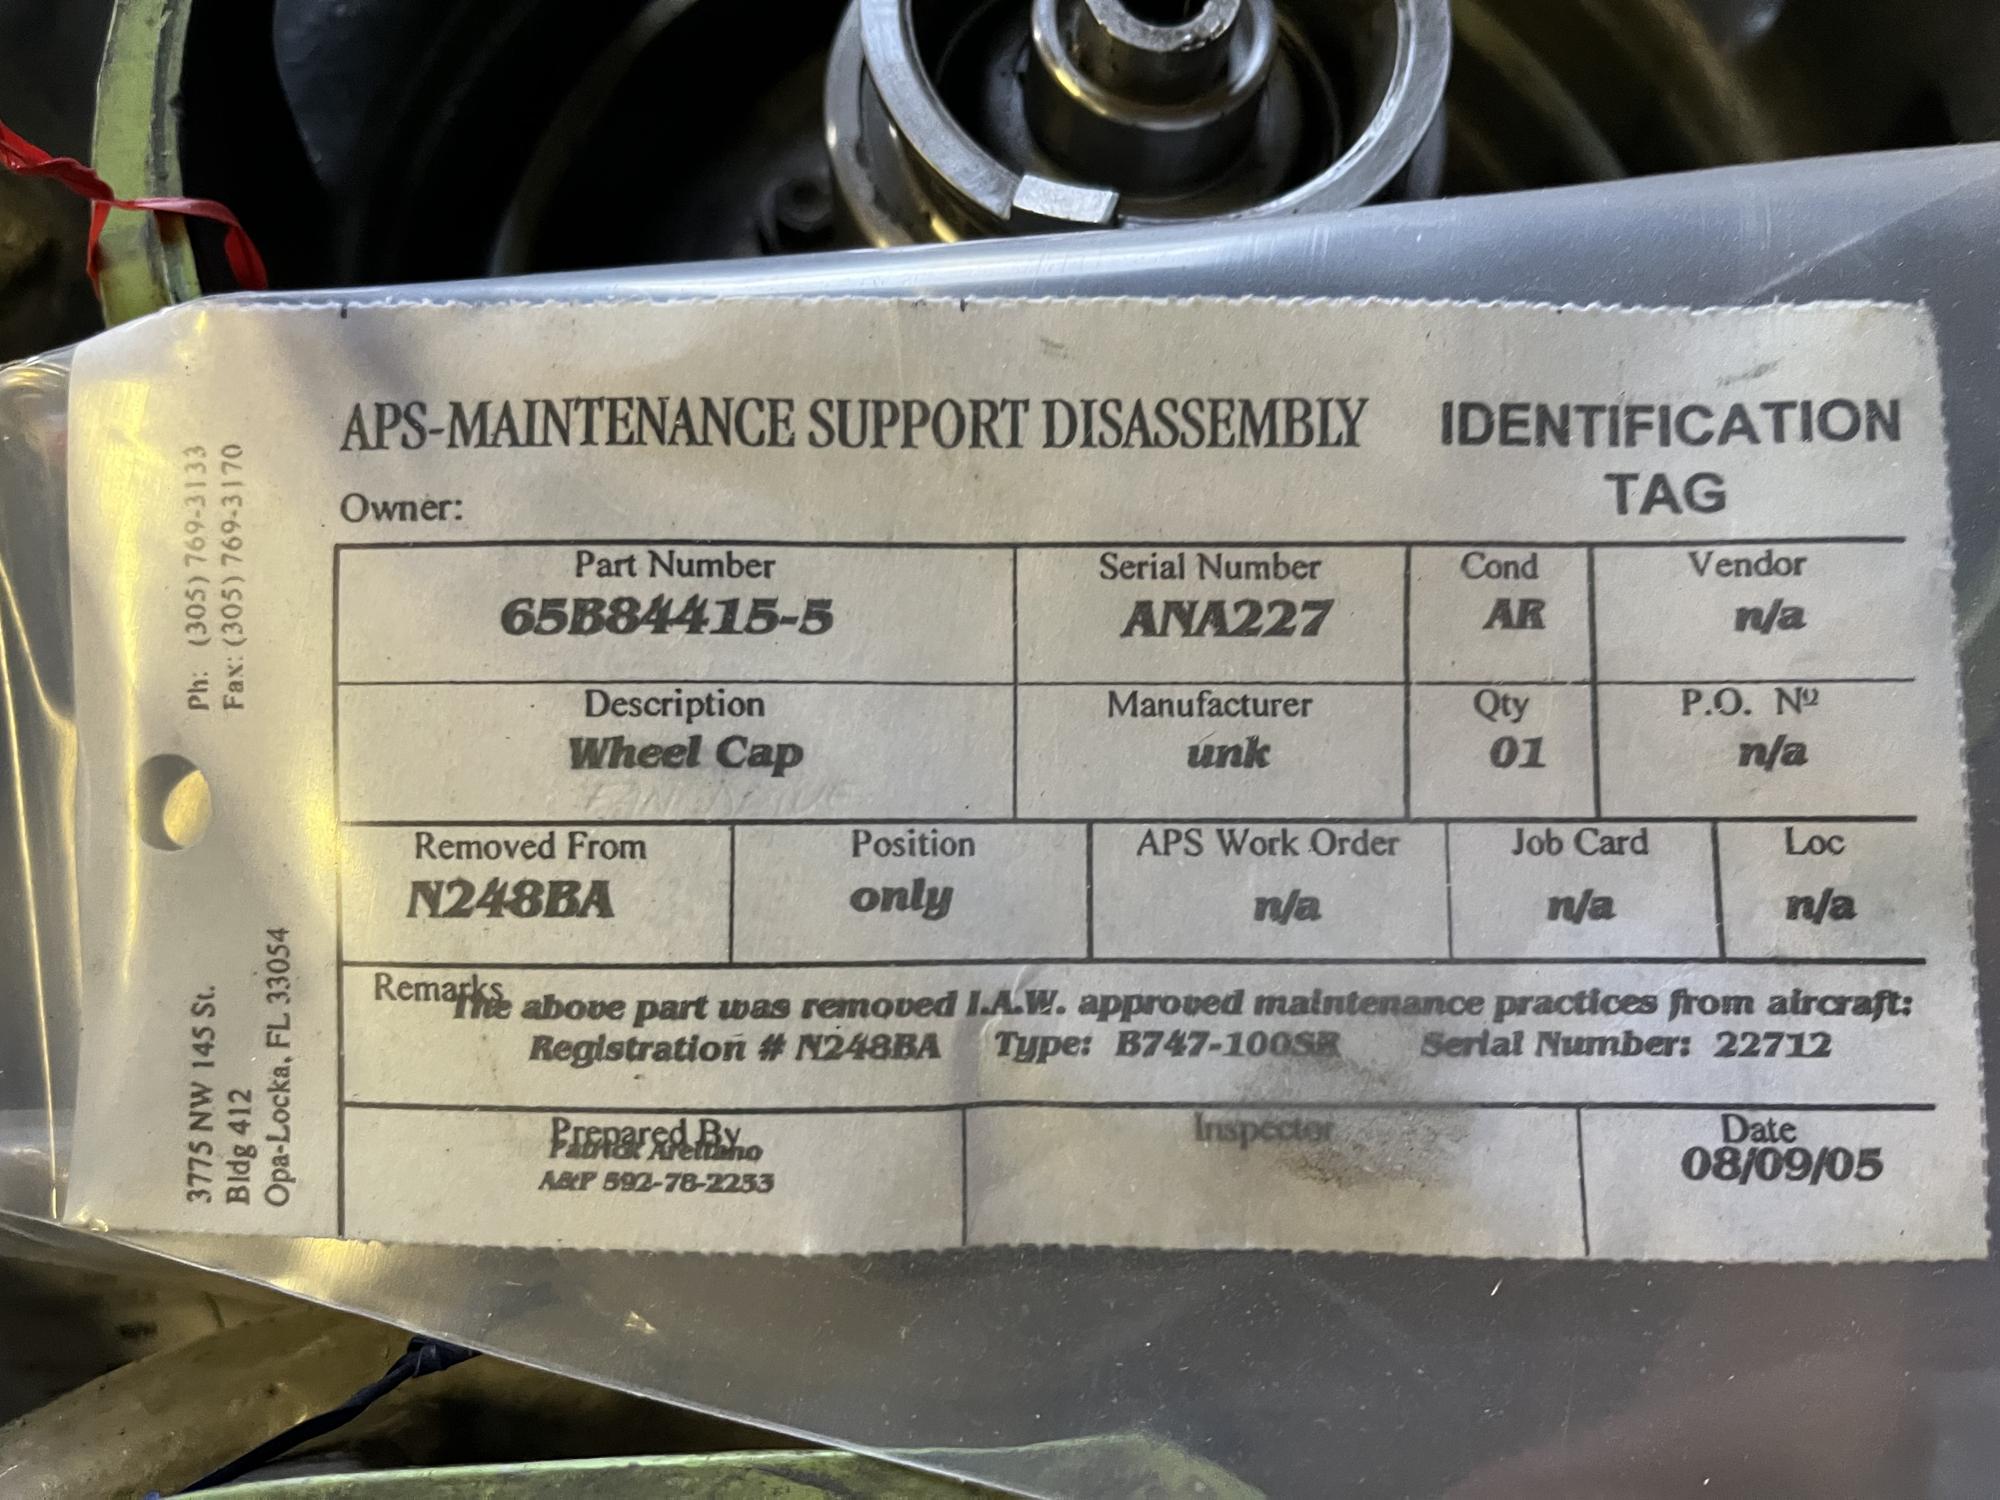 APS-MAINTENANCE SUPPORT DISASSEMBLY IDENTIFICATION
TAG
Owner:
Part Number Serial Number Cond Vendor
65B84415-5 ANA227 AR n/a
Description Manufacturer Qty P.O. Nº
Wheel Cap unk 01 n/a
Removed From Position APS Work Order Job Card Loc
N248BA only n/a n/a n/a
Remarks
The above part was removed I.A.W. approved maintenance practices from aircraft:
Registration # N248BA Type: B747-100SR Serial Number: 22712
Prepared By Inspector Date
Patrick Arellano 08/09/05
A&P 592-78-2253
Ph: (305) 769-3133
Fax: (305) 769-3170
3775 NW 145 St.
Bldg 412
Opa-Locka, FL 33054